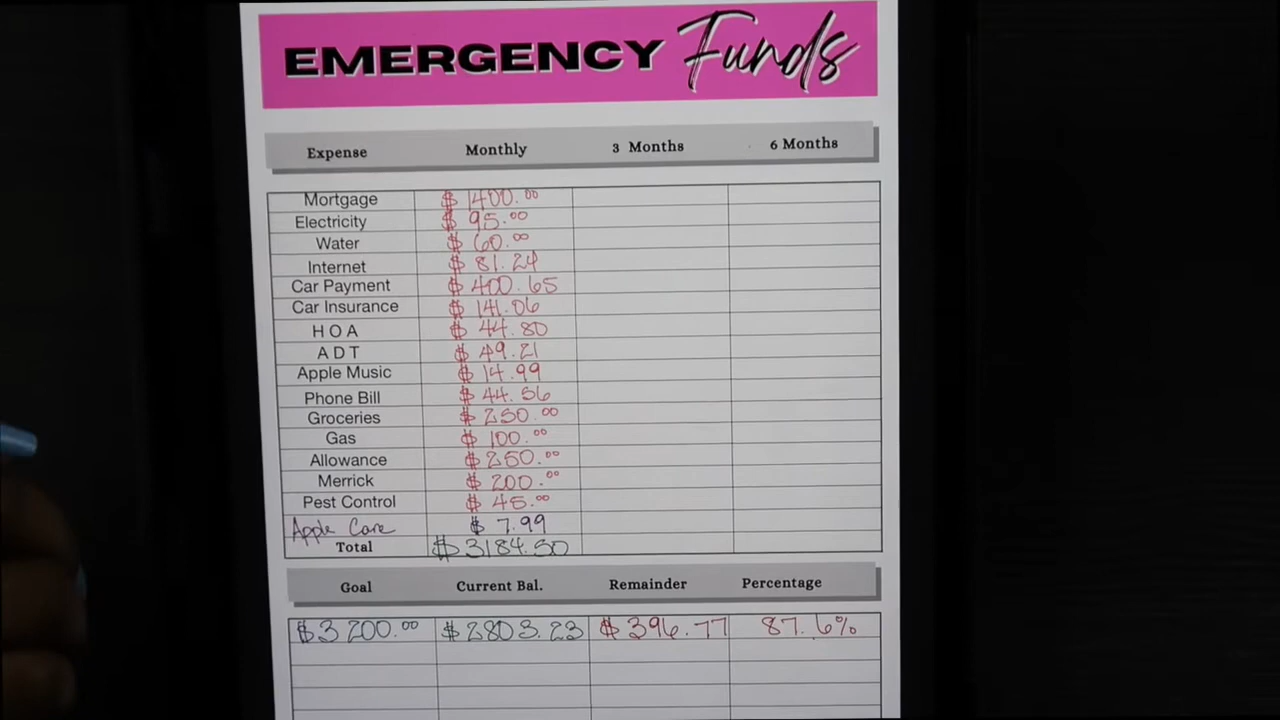 EMERGENCY Funds
Expense Monthly 3 Months 6 Months
Mortgage $ 1400.00
Electricity $ 95.00
Water $ 60.00
Internet $ 81.24
Car Payment $ 400.65
Car Insurance $ 141.06
H O A $ 44.80
A D T $ 49.21
Apple Music $ 14.99
Phone Bill $ 44.56
Groceries $ 250.00
Gas $ 100.00
Allowance $ 250.00
Merrick $ 200.00
Pest Control $ 45.00
Apple Care $ 7.99
Total $ 3184.50
Goal Current Bal. Remainder Percentage
$3200.00 $2803.23 $396.77 87.6%